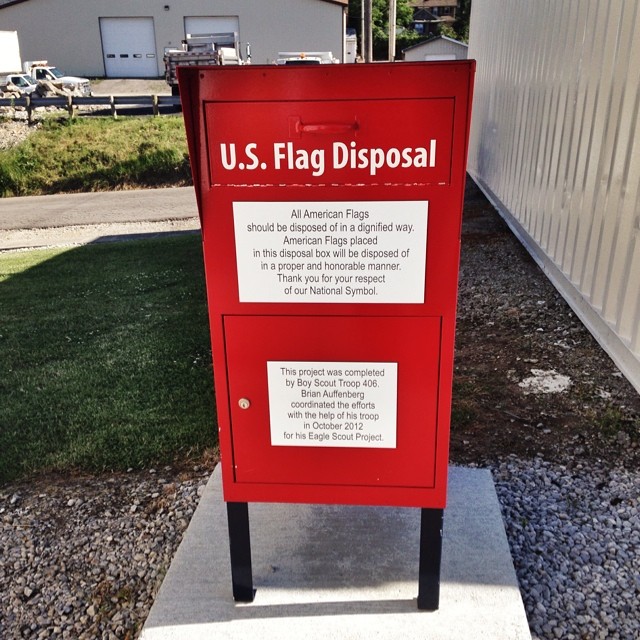 U.S. Flag Disposal
All American Flags
should be disposed of in a dignified way.
American Flags placed
in this disposal box will be disposed of
in a proper and honorable manner.
Thank you for your respect
of our National Symbol.
This project was completed
by Boy Scout Troop 406.
Brian Auffenberg
coordinated the efforts
with the help of his troop
in October 2012
for his Eagle Scout Project.